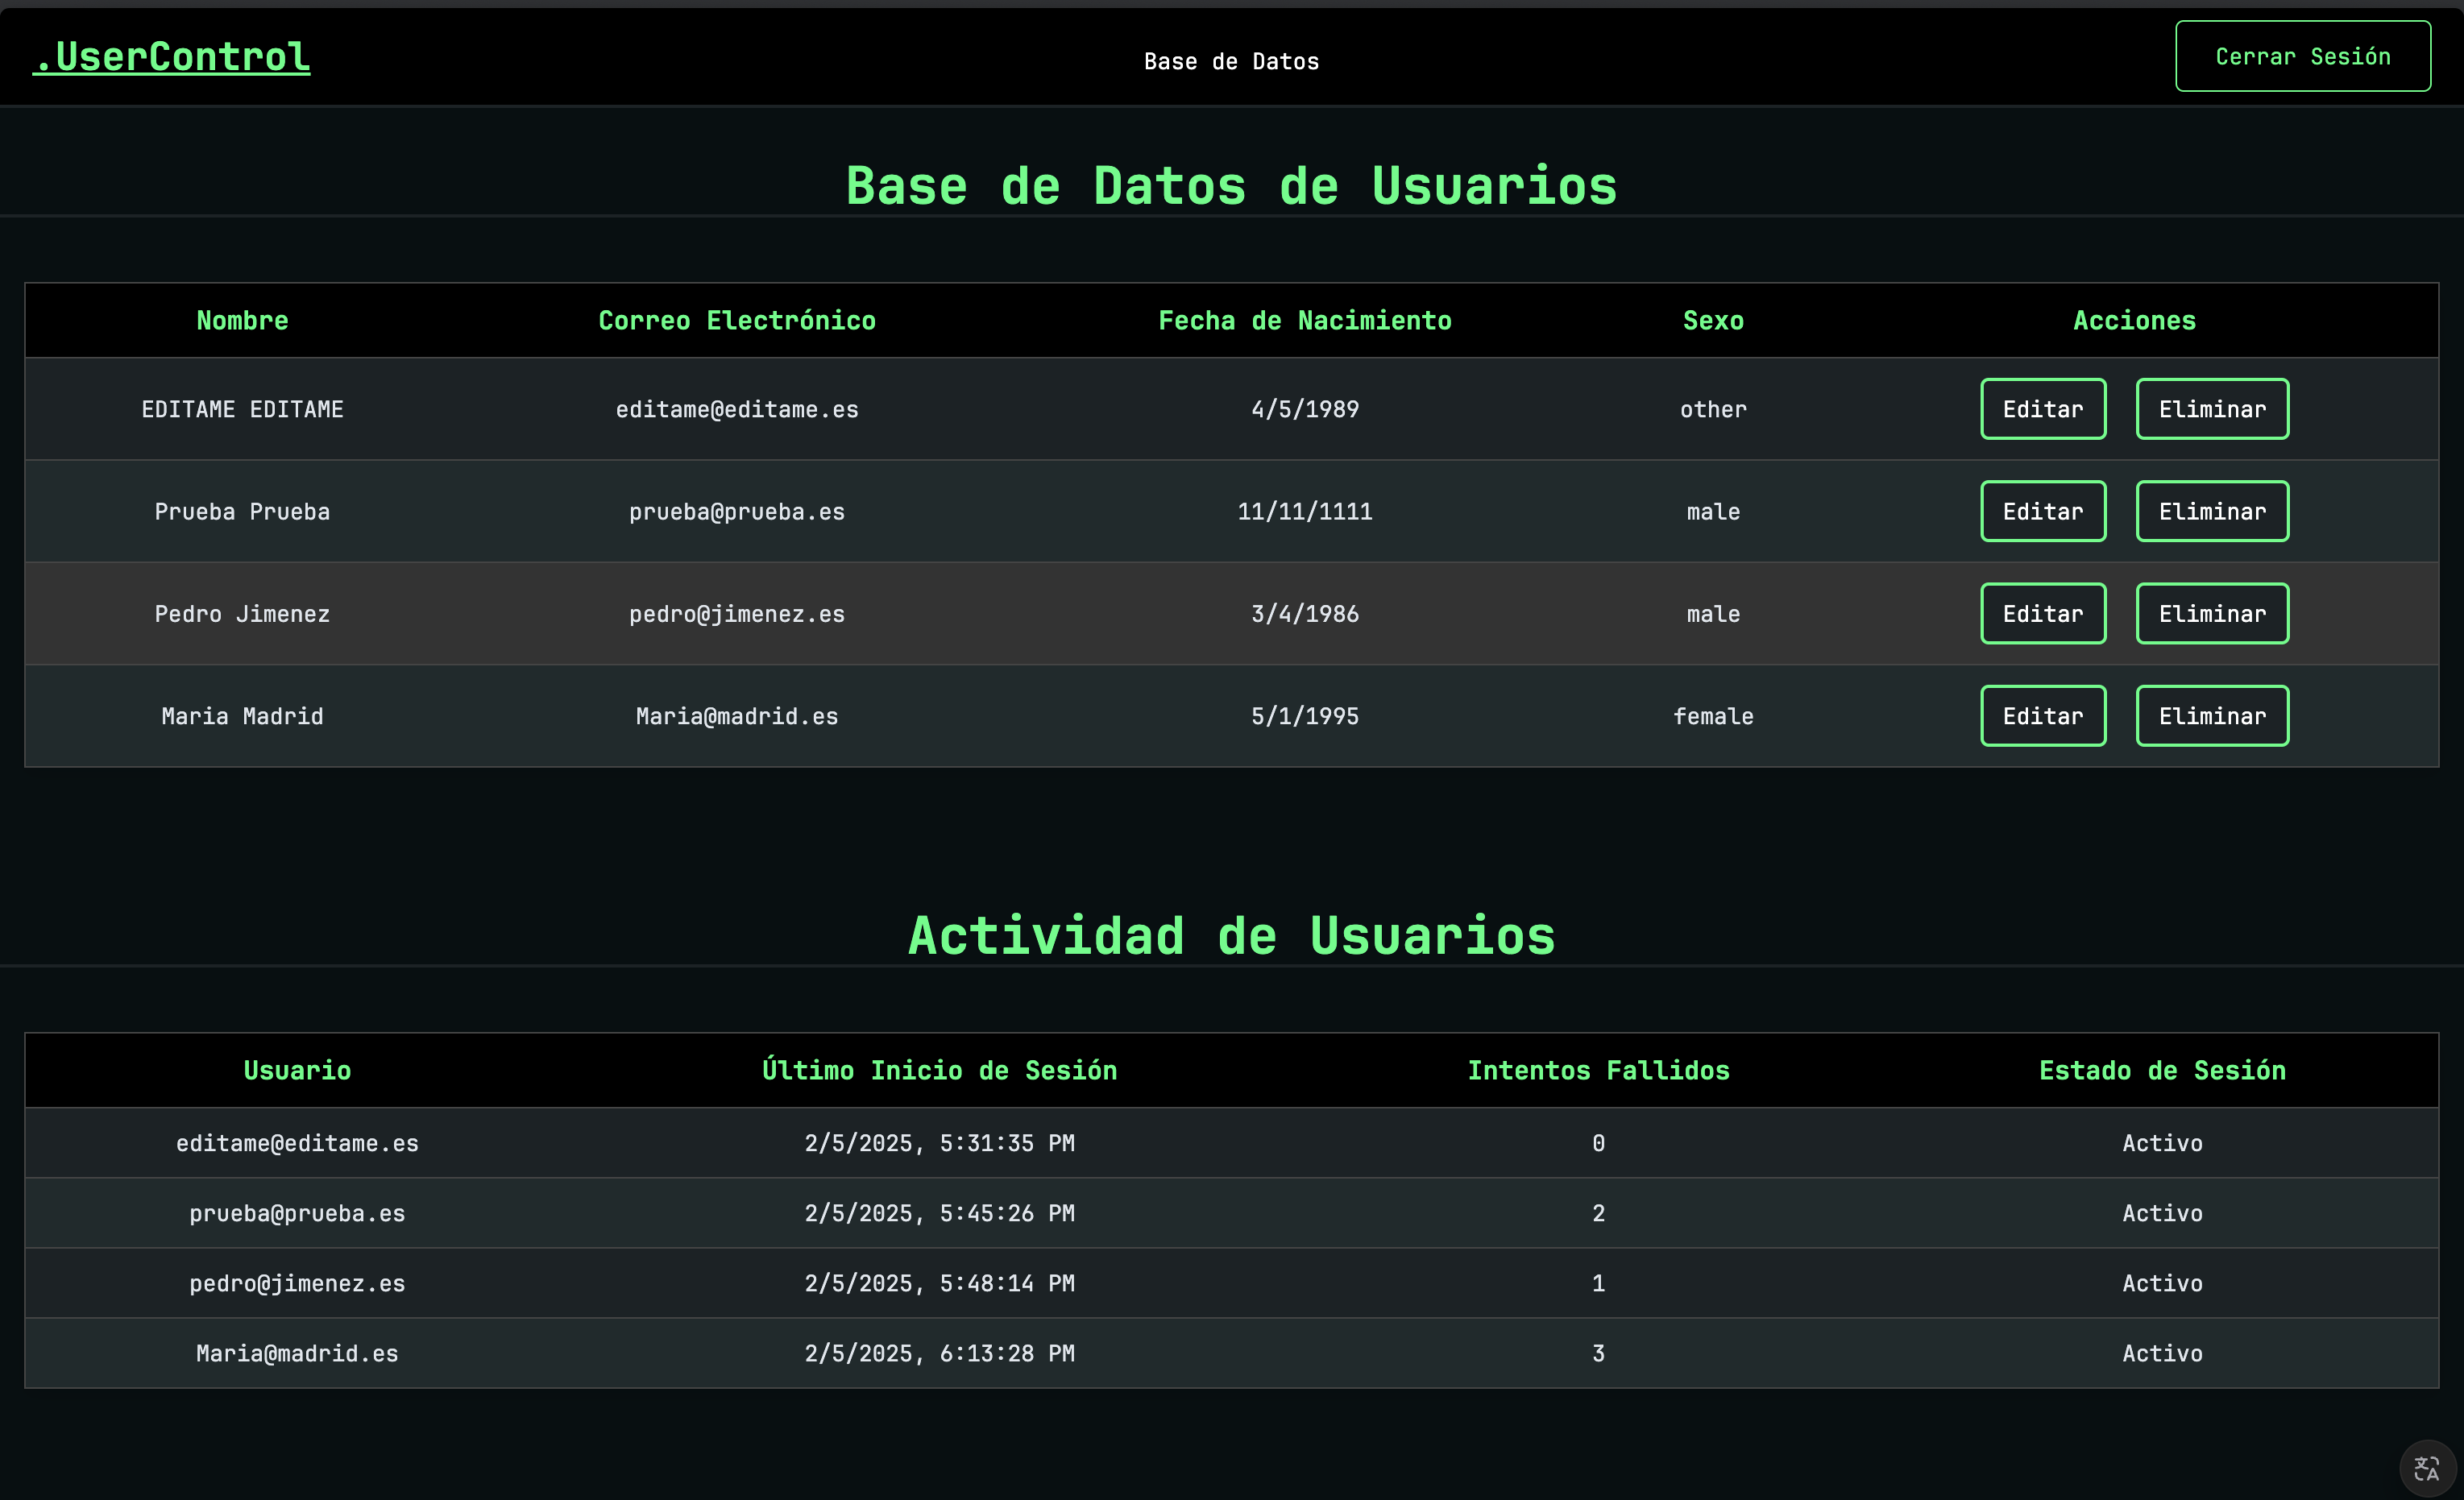 .UserControl Base de Datos Cerrar Sesión
Base de Datos de Usuarios
Nombre Correo Electrónico Fecha de Nacimiento Sexo Acciones
EDITAME EDITAME editame@editame.es 4/5/1989 other Editar Eliminar
Prueba Prueba prueba@prueba.es 11/11/1111 male Editar Eliminar
Pedro Jimenez pedro@jimenez.es 3/4/1986 male Editar Eliminar
Maria Madrid Maria@madrid.es 5/1/1995 female Editar Eliminar
Actividad de Usuarios
Usuario Último Inicio de Sesión Intentos Fallidos Estado de Sesión
editame@editame.es 2/5/2025, 5:31:35 PM 0 Activo
prueba@prueba.es 2/5/2025, 5:45:26 PM 2 Activo
pedro@jimenez.es 2/5/2025, 5:48:14 PM 1 Activo
Maria@madrid.es 2/5/2025, 6:13:28 PM 3 Activo